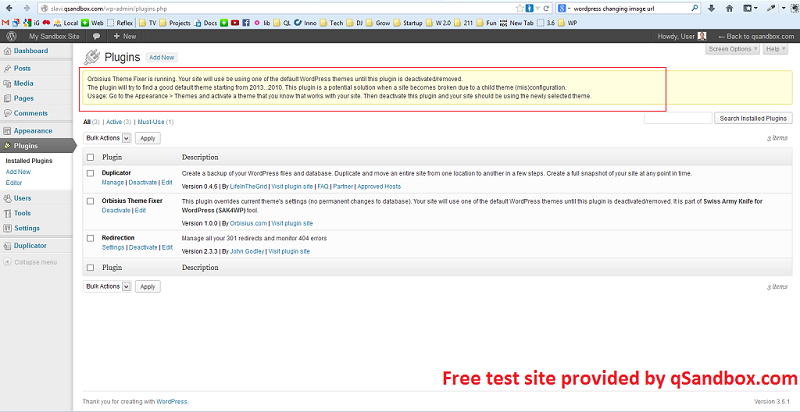 slavi.qsandbox.com/wp-admin/plugins.php
wordpress changing image url
Local
Web
Reflex
TV
Projects
Docs
Startup
lib
QL
Inno
Tech
DJ
Grow
Startup
W 2.0
211
Fun
New Tab
3.6
WP
My Sandbox Site
+ New
Howdy, User
← Back to qsandbox.com
Screen Options
Help
Dashboard
Posts
Media
Pages
Comments
Appearance
Plugins
Installed Plugins
Add New
Editor
Users
Tools
Settings
Duplicator
Collapse menu
Plugins Add New
Orbisius Theme Fixer is running. Your site will use be using one of the default WordPress themes until this plugin is deactivated/removed.
The plugin will try to find a good default theme starting from 2013...2010. This plugin is a potential solution when a site becomes broken due to a child theme (mis)configuration.
Usage: Go to the Appearance > Themes and activate a theme that you know that works with your site. Then deactivate this plugin and your site should be using the newly selected theme.
All (3) | Active (3) | Must-Use (1)
Search Installed Plugins
Bulk Actions Apply
3 items
Plugin Description
Duplicator
Manage | Deactivate | Edit
Create a backup of your WordPress files and database. Duplicate and move an entire site from one location to another in a few steps. Create a full snapshot of your site at any point in time.
Version 0.4.6 | By LifeInTheGrid | Visit plugin site | FAQ | Partner | Approved Hosts
Orbisius Theme Fixer
Deactivate | Edit
This plugin overrides current theme's settings (no permanent changes to database). Your site will use one of the default WordPress themes until this plugin is deactivated/removed. It is part of Swiss Army Knife for
WordPress (SAK4WP) tool.
Version 1.0.0 | By Orbisius.com | Visit plugin site
Redirection
Settings | Deactivate | Edit
Manage all your 301 redirects and monitor 404 errors
Version 2.3.3 | By John Godley | Visit plugin site
Plugin Description
Bulk Actions Apply
3 items
Free test site provided by qSandbox.com
Thank you for creating with WordPress.
Version 3.6.1